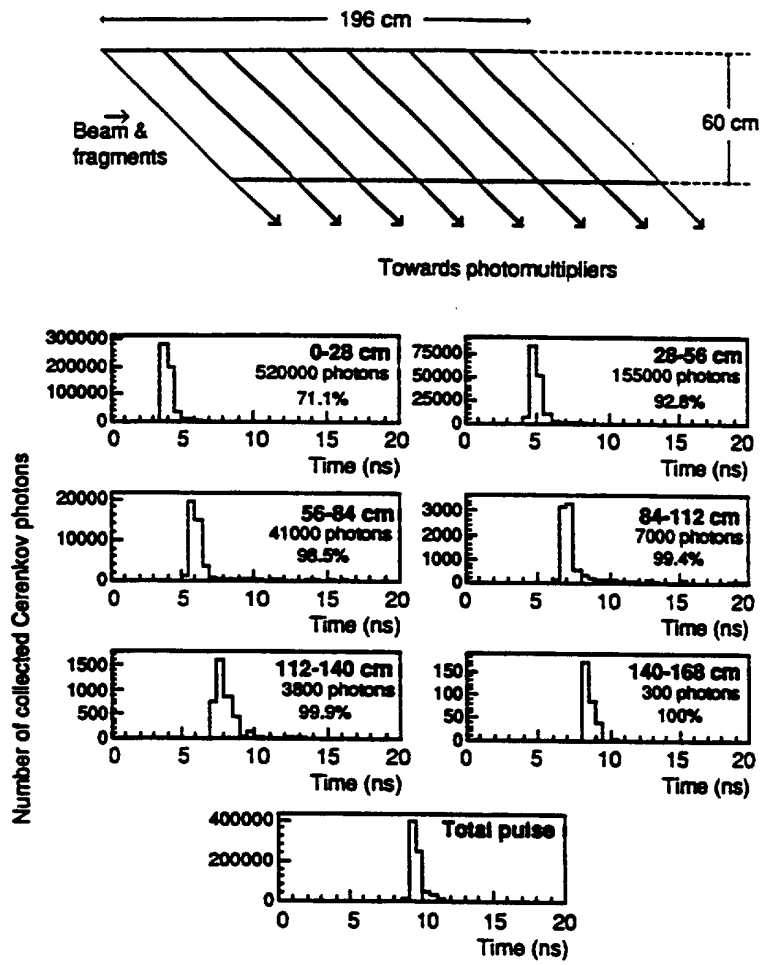 196 cm
60 cm
Beam &
fragments
Towards photomultipliers
Number of collected Cerenkov photons
300000
200000
100000
0
0-28 cm
520000 photons
71.1%
0 5 10 15 20
Time (ns)
75000
50000
25000
0
28-56 cm
155000 photons
92.8%
0 5 10 15 20
Time (ns)
20000
10000
0
56-84 cm
41000 photons
98.5%
0 5 10 15 20
Time (ns)
3000
2000
1000
0
84-112 cm
7000 photons
99.4%
0 5 10 15 20
Time (ns)
1500
1000
500
0
112-140 cm
3800 photons
99.9%
0 5 10 15 20
Time (ns)
150
100
50
0
140-168 cm
300 photons
100%
0 5 10 15 20
Time (ns)
400000
200000
0
Total pulse
0 5 10 15 20
Time (ns)